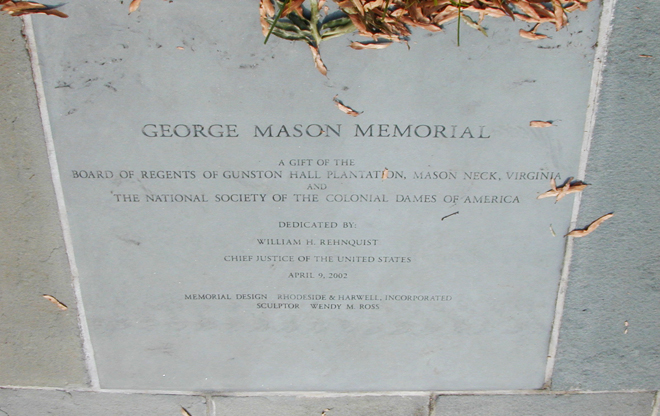 GEORGE MASON MEMORIAL
A GIFT OF THE
BOARD OF REGENTS OF GUNSTON HALL PLANTATION, MASON NECK, VIRGINIA
AND
THE NATIONAL SOCIETY OF THE COLONIAL DAMES OF AMERICA
DEDICATED BY:
WILLIAM H. REHNQUIST
CHIEF JUSTICE OF THE UNITED STATES
APRIL 9, 2002
MEMORIAL DESIGN RHODESIDE & HARWELL, INCORPORATED
SCULPTOR WENDY M. ROSS